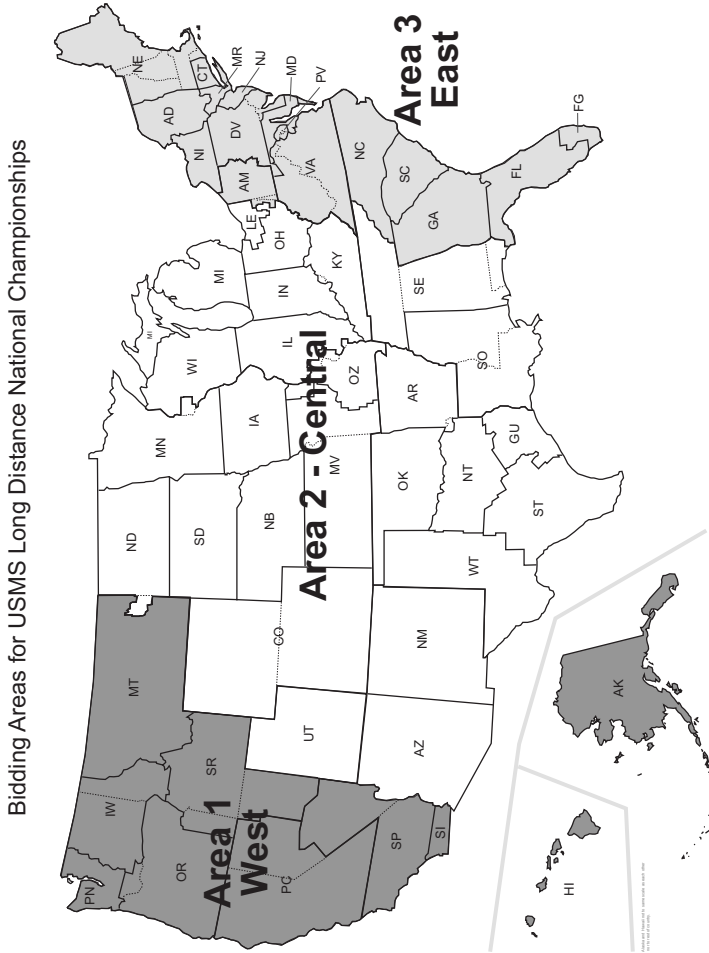 Bidding Areas for USMS Long Distance National Championships
PN
IW
MT
ND
MN
SD
WI
MI
MI
NE
AD
CT
NI
MR
NJ
OR
SR
Area 1
West
PC
CO
NB
IA
Area 2 - Central
IL
IN
OH
LE
AM
DV
MD
PV
VA
UT
MV
OZ
KY
NC
SC
Area 3
East
SP
SI
AZ
NM
OK
AR
SE
GA
WT
NT
SO
FL
FG
GU
ST
HI
AK